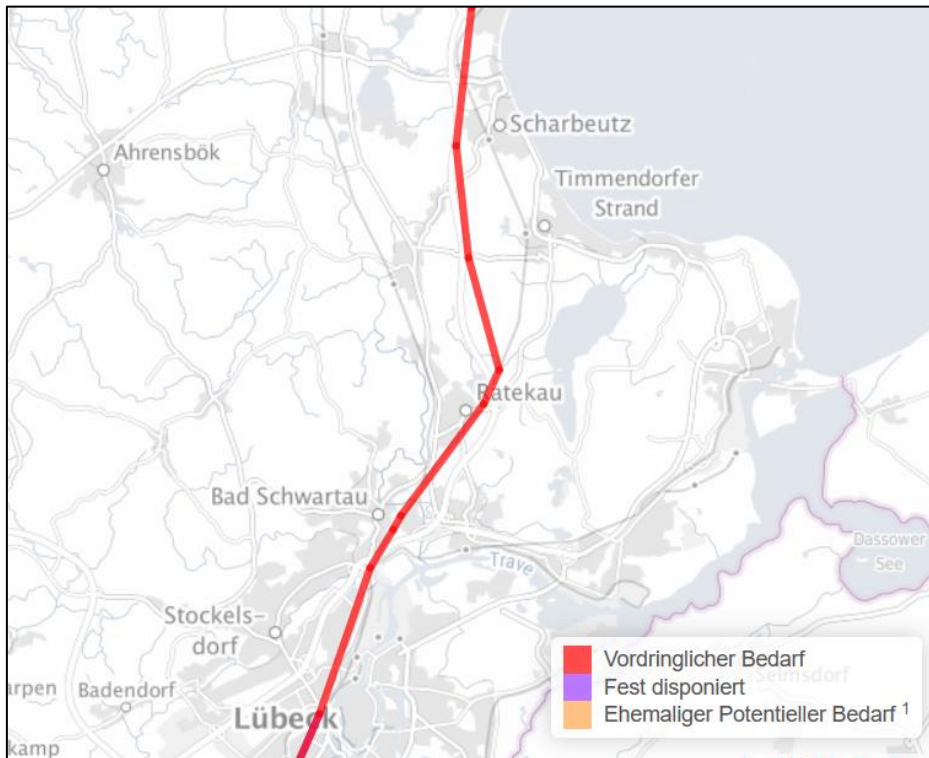 Scharbeutz
Ahrensbök
Timmendorfer
Strand
Ratekau
Bad Schwartau
Dassower
See
Trave
Stockels-
dorf
Vordringlicher Bedarf
Fest disponiert
Selmsdorf
Ehemaliger Potentieller Bedarf ¹
arpen
Badendorf
Lübeck
kamp